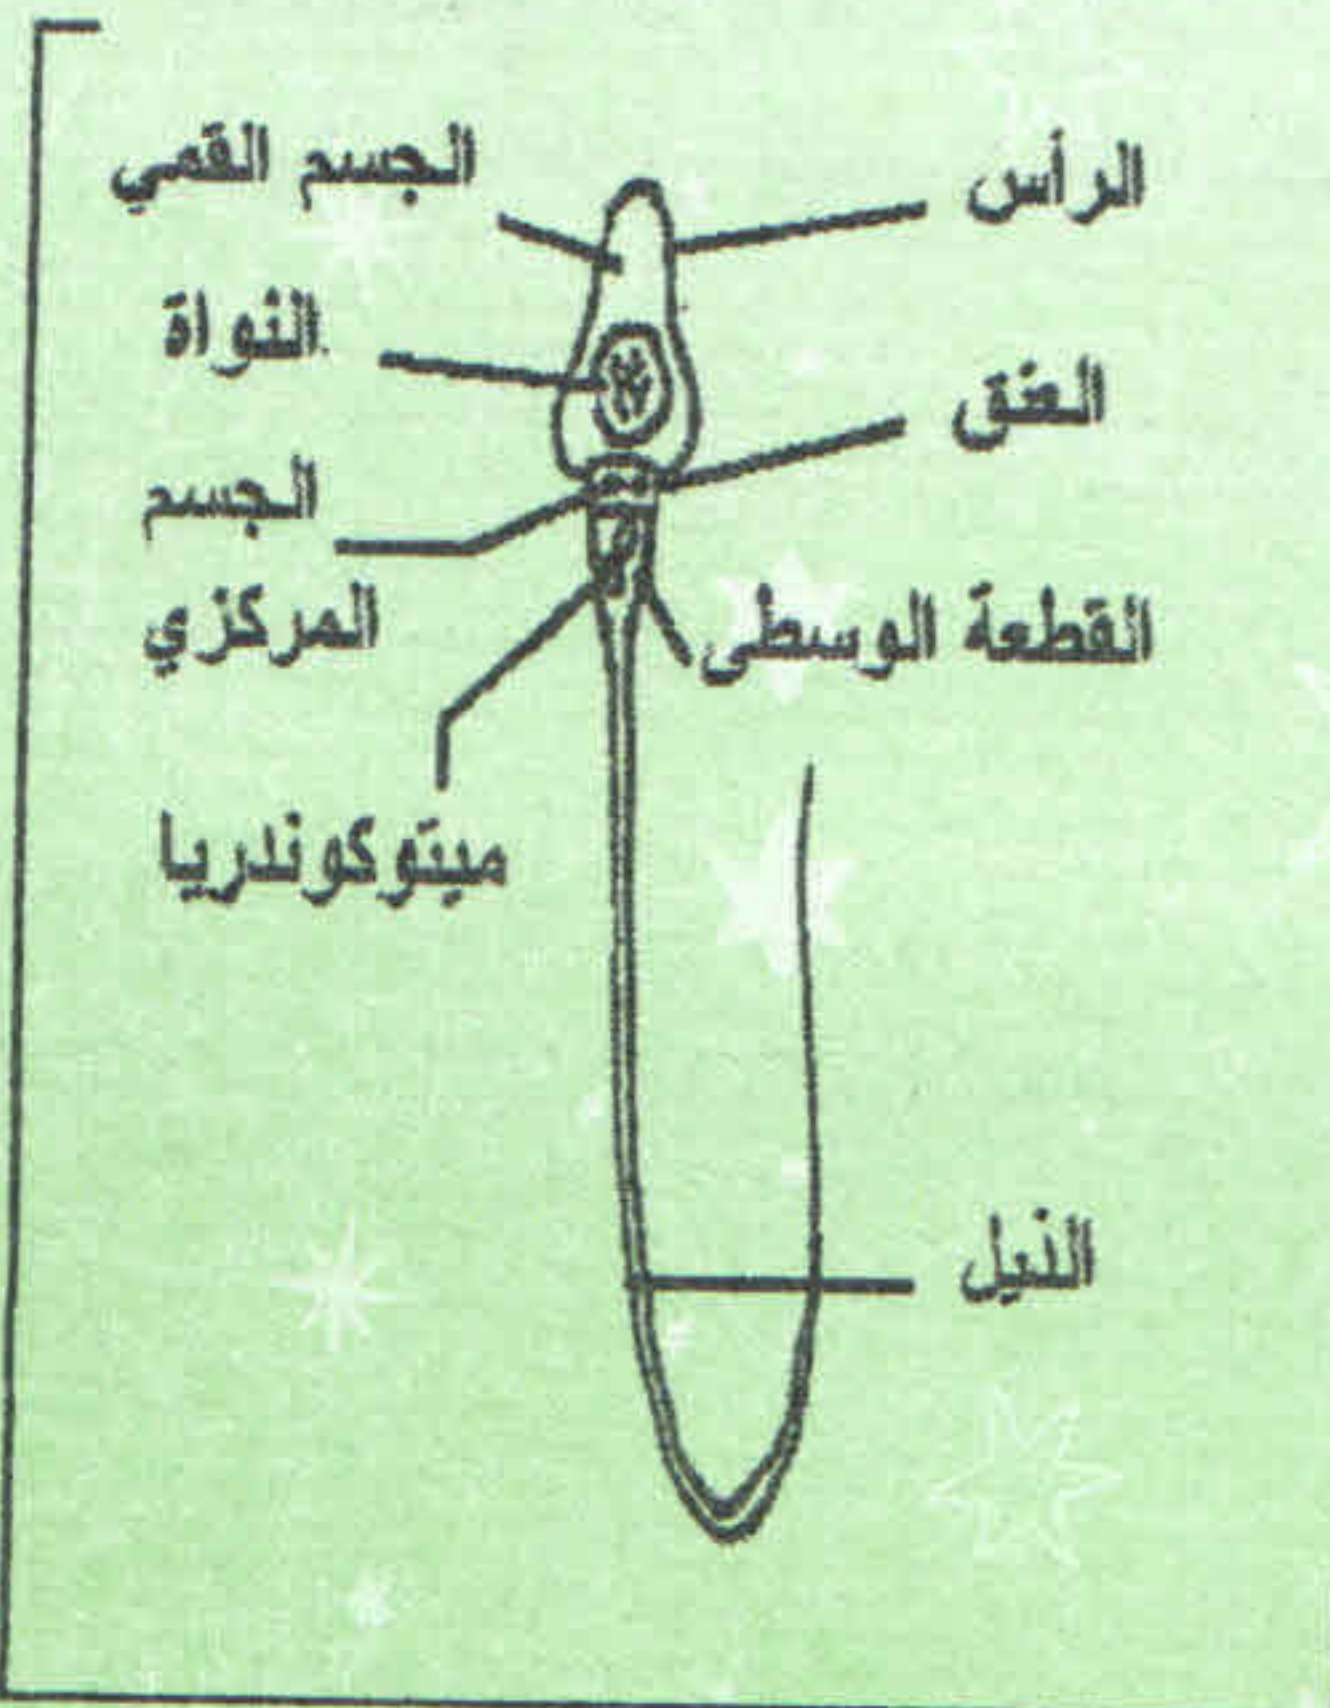 الرأس
الجسم القمي
النواة
العنق
الجسم
المركزي
القطعة الوسطى
ميتوكوندريا
الذيل